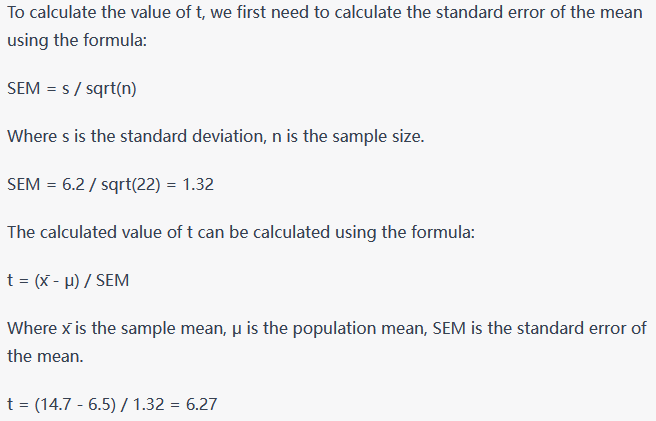 To calculate the value of t, we first need to calculate the standard error of the mean
using the formula:
SEM = s / sqrt(n)
Where s is the standard deviation, n is the sample size.
SEM = 6.2 / sqrt(22) = 1.32
The calculated value of t can be calculated using the formula:
t = (x̄ - μ) / SEM
Where x̄ is the sample mean, μ is the population mean, SEM is the standard error of
the mean.
t = (14.7 - 6.5) / 1.32 = 6.27